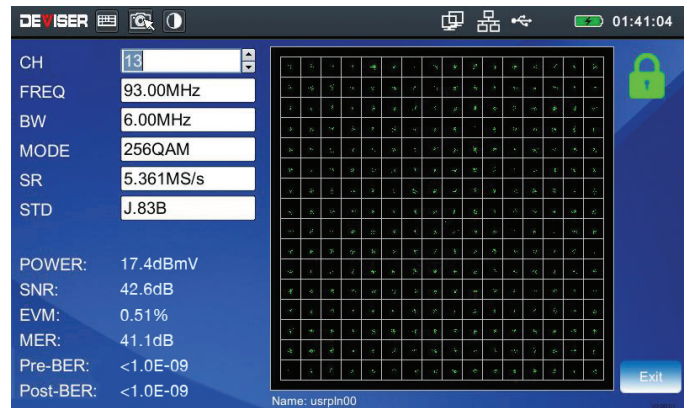 DEVISER 01:41:04
CH 13
FREQ 93.00MHz
BW 6.00MHz
MODE 256QAM
SR 5.361MS/s
STD J.83B
POWER: 17.4dBmV
SNR: 42.6dB
EVM: 0.51%
MER: 41.1dB
Pre-BER: <1.0E-09
Post-BER: <1.0E-09
Name: usrpln00
Exit